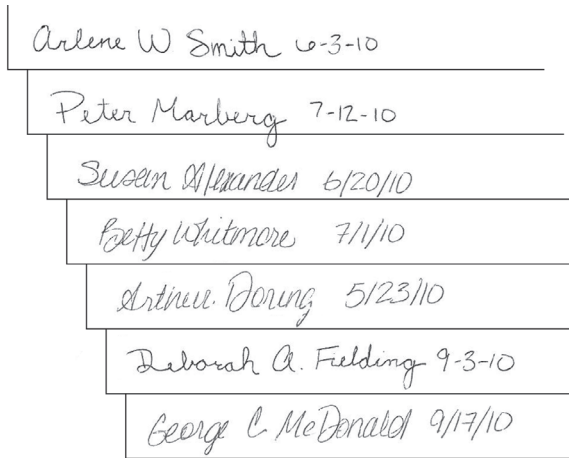 Arlene W Smith 6-3-10
Peter Marberg 7-12-10
Susan Alexander 6/20/10
Betty Whitmore 7/1/10
Arthur Doring 5/23/10
Deborah A. Fielding 9-3-10
George C McDonald 9/17/10